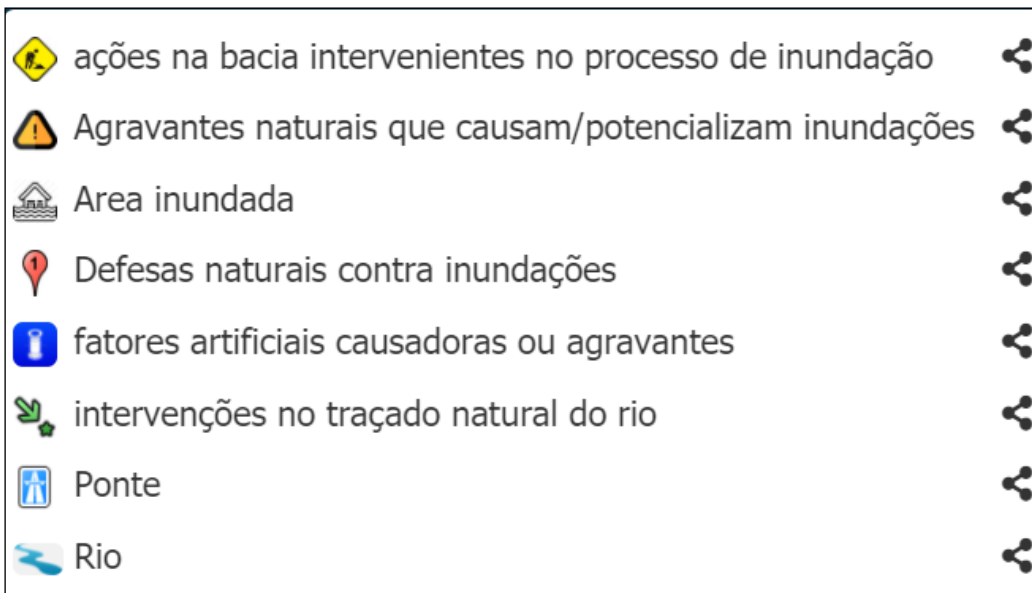 ações na bacia intervenientes no processo de inundação
Agravantes naturais que causam/potencializam inundações
Area inundada
1
Defesas naturais contra inundações
fatores artificiais causadoras ou agravantes
intervenções no traçado natural do rio
Ponte
Rio